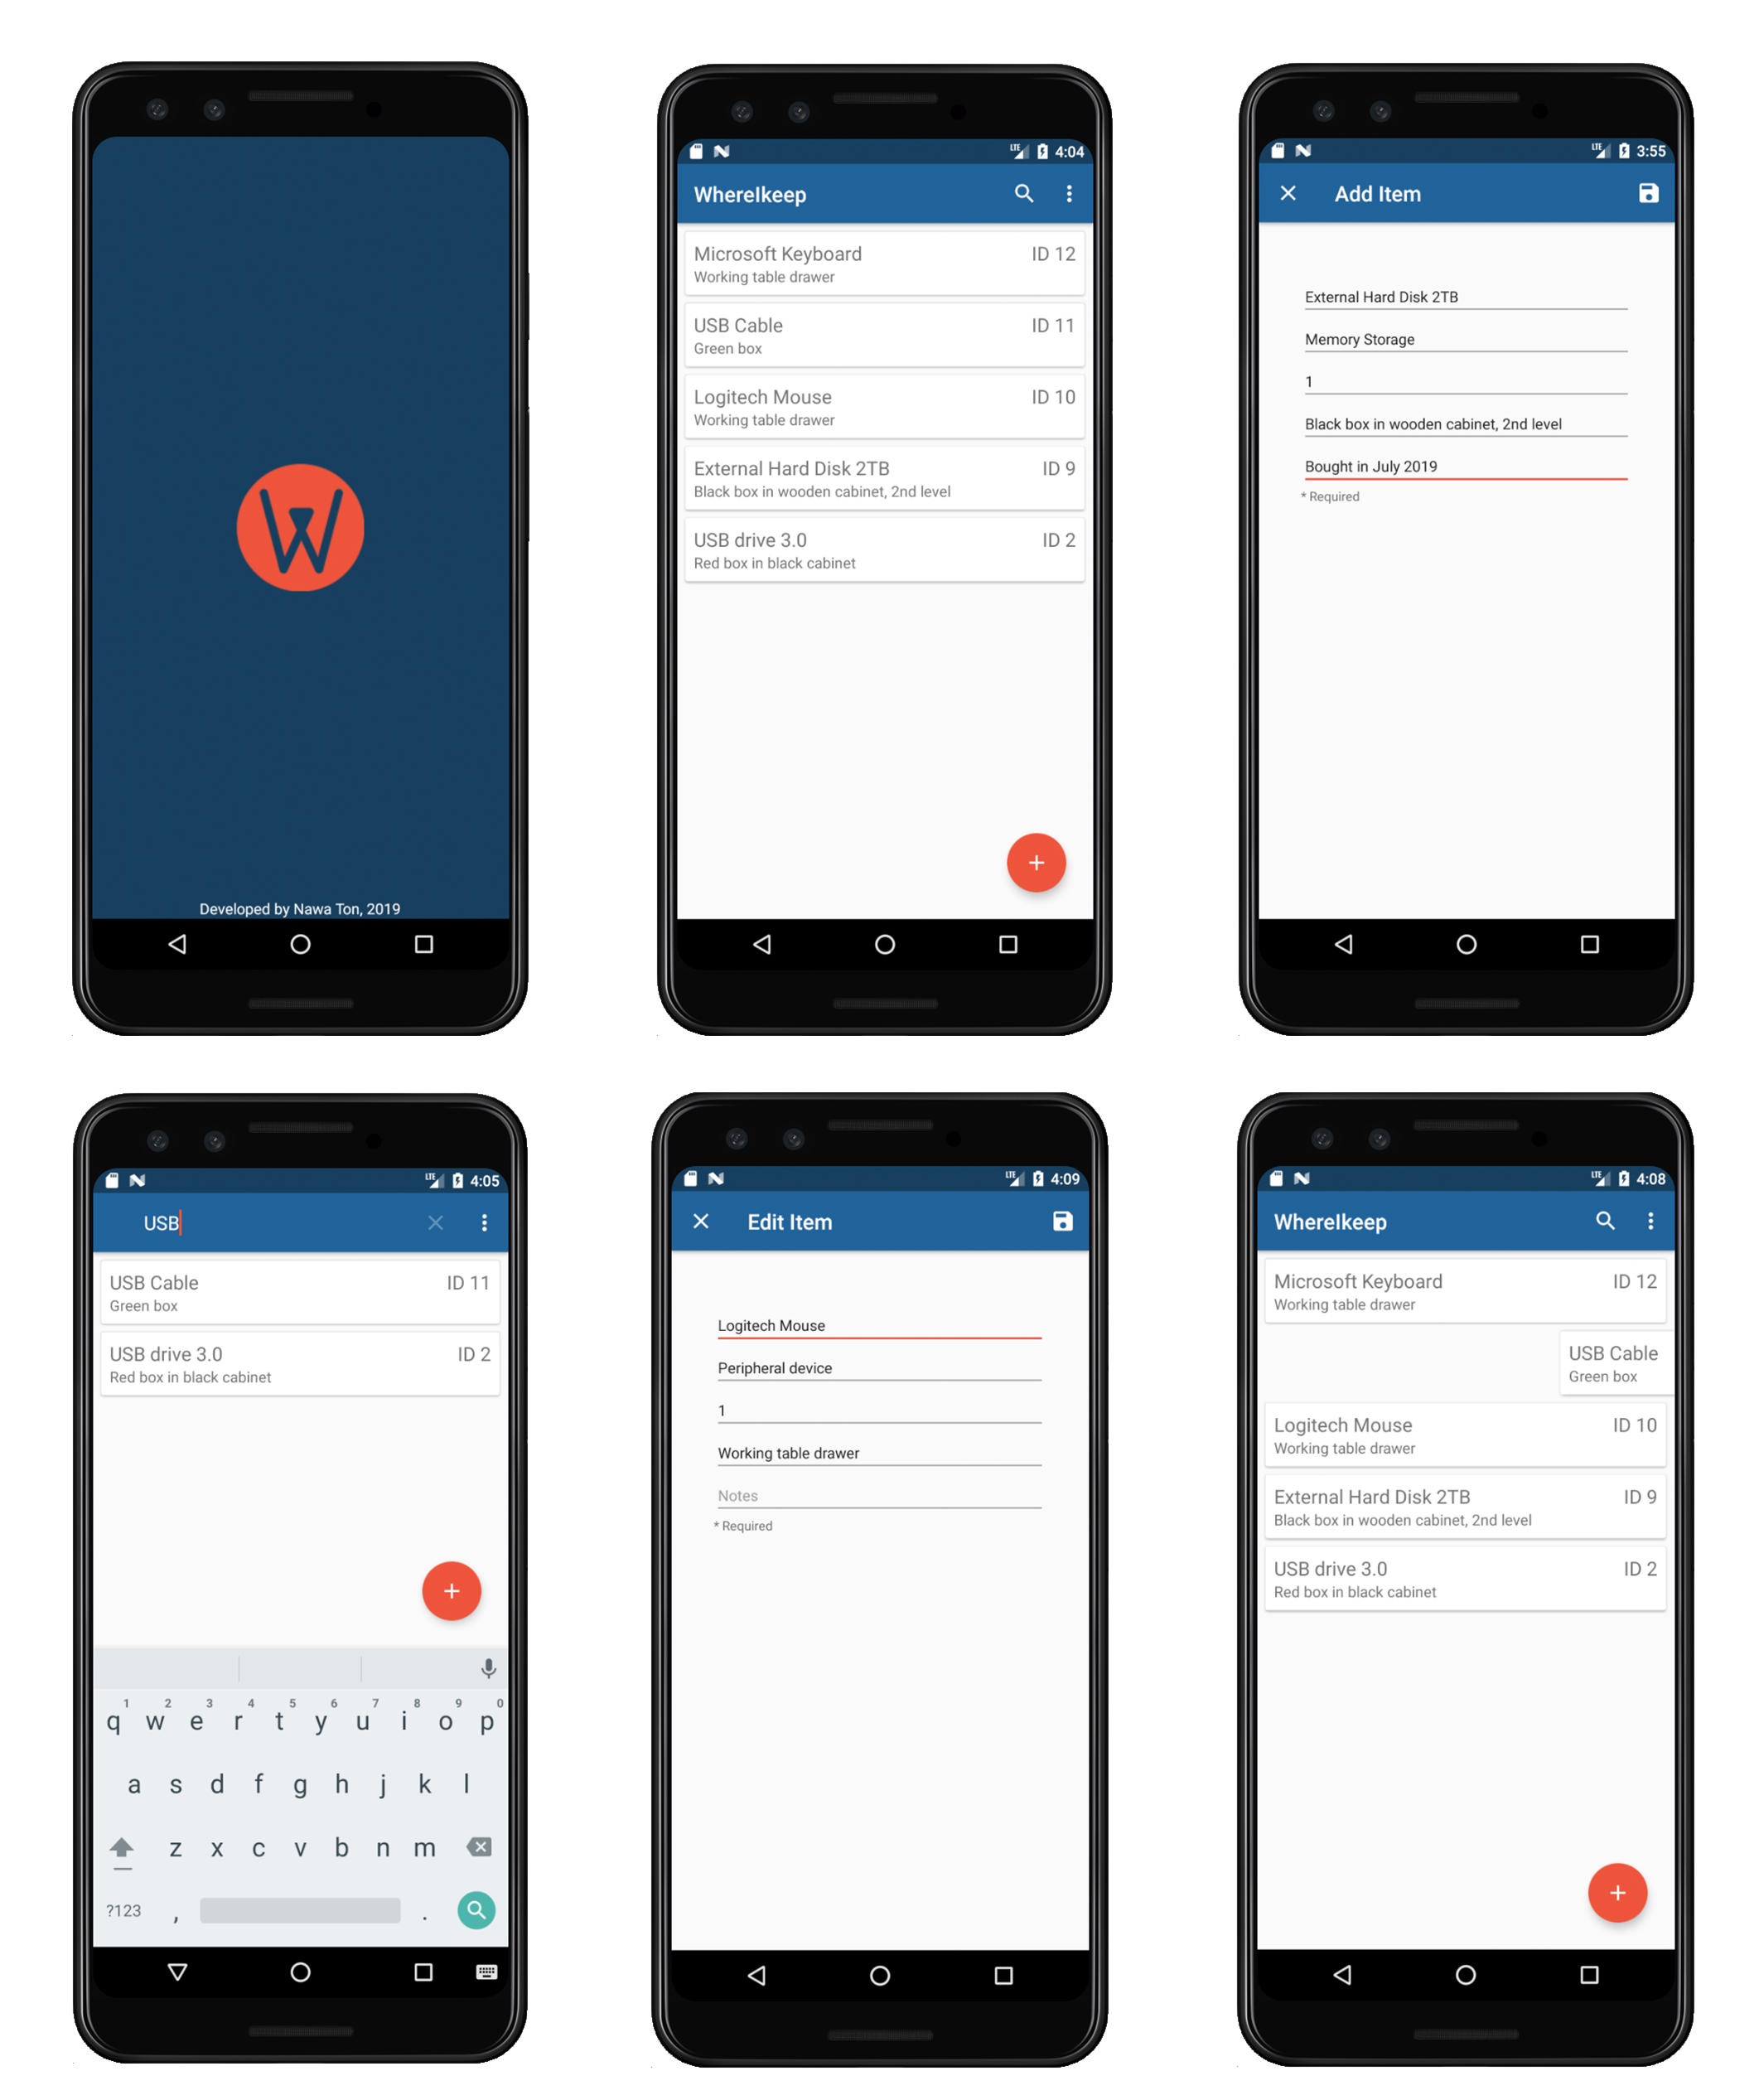 W
Developed by Nawa Ton, 2019
LTE 4:04
WhereIkeep
Microsoft Keyboard ID 12
Working table drawer
USB Cable ID 11
Green box
Logitech Mouse ID 10
Working table drawer
External Hard Disk 2TB ID 9
Black box in wooden cabinet, 2nd level
USB drive 3.0 ID 2
Red box in black cabinet
+
LTE 3:55
Add Item
External Hard Disk 2TB
Memory Storage
1
Black box in wooden cabinet, 2nd level
Bought in July 2019
* Required
LTE 4:05
USB
USB Cable ID 11
Green box
USB drive 3.0 ID 2
Red box in black cabinet
+
1 2 3 4 5 6 7 8 9 0
q w e r t y u i o p
a s d f g h j k l
z x c v b n m
?123 , .
LTE 4:09
Edit Item
Logitech Mouse
Peripheral device
1
Working table drawer
Notes
* Required
LTE 4:08
WhereIkeep
Microsoft Keyboard ID 12
Working table drawer
USB Cable
Green box
Logitech Mouse ID 10
Working table drawer
External Hard Disk 2TB ID 9
Black box in wooden cabinet, 2nd level
USB drive 3.0 ID 2
Red box in black cabinet
+